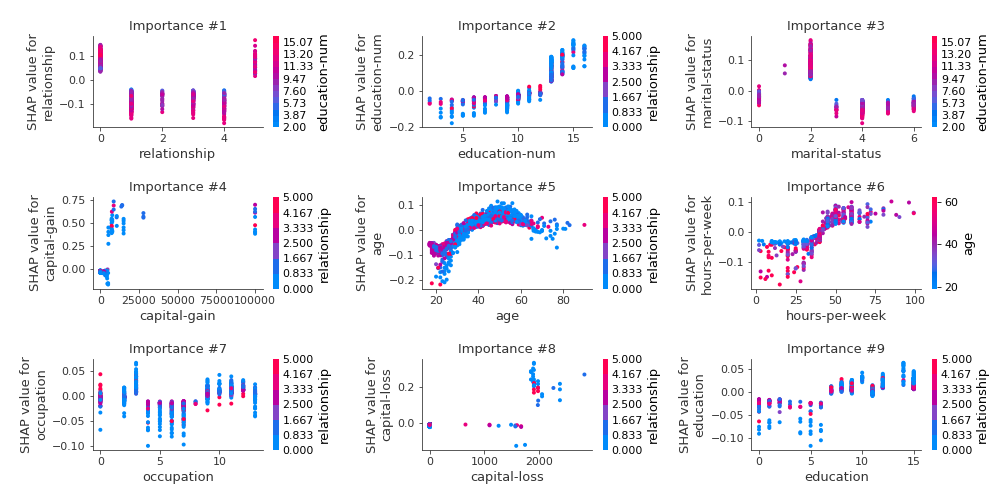 Importance #1
SHAP value for
relationship
0.1
0.0
−0.1
0
2
4
relationship
15.07
13.20
11.33
9.47
7.60
5.73
3.87
2.00
education-num
Importance #2
SHAP value for
education-num
0.2
0.0
−0.2
5
10
15
education-num
5.000
4.167
3.333
2.500
1.667
0.833
0.000
relationship
Importance #3
SHAP value for
marital-status
0.1
0.0
−0.1
0
2
4
6
marital-status
15.07
13.20
11.33
9.47
7.60
5.73
3.87
2.00
education-num
Importance #4
SHAP value for
capital-gain
0.75
0.50
0.25
0.00
0
25000
50000
75000
100000
capital-gain
5.000
4.167
3.333
2.500
1.667
0.833
0.000
relationship
Importance #5
SHAP value for
age
0.1
0.0
−0.1
−0.2
20
40
60
80
age
5.000
4.167
3.333
2.500
1.667
0.833
0.000
relationship
Importance #6
SHAP value for
hours-per-week
0.1
0.0
−0.1
0
25
50
75
100
hours-per-week
60
40
20
age
Importance #7
SHAP value for
occupation
0.05
0.00
−0.05
−0.10
0
5
10
occupation
5.000
4.167
3.333
2.500
1.667
0.833
0.000
relationship
Importance #8
SHAP value for
capital-loss
0.2
0.0
0
1000
2000
capital-loss
5.000
4.167
3.333
2.500
1.667
0.833
0.000
relationship
Importance #9
SHAP value for
education
0.05
0.00
−0.05
−0.10
0
5
10
15
education
5.000
4.167
3.333
2.500
1.667
0.833
0.000
relationship